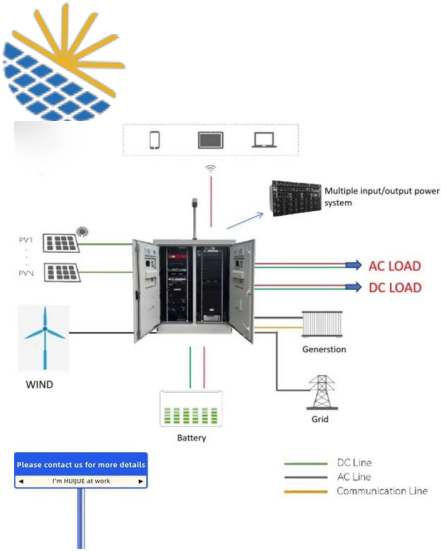 Multiple input/output power
system
PV1
PVN
AC LOAD
DC LOAD
Generstion
WIND
Grid
Battery
Please contact us for more details
I'm HUIJUE at work
DC Line
AC Line
Communication Line